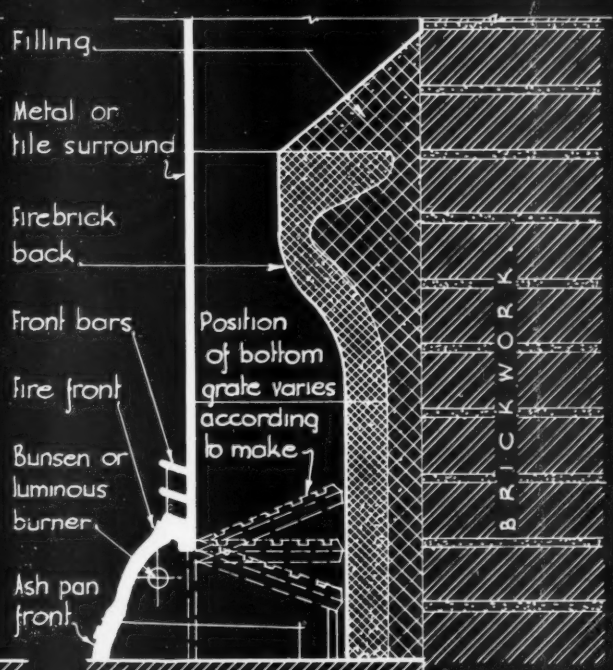 Filling
Metal or
tile surround
Firebrick
back
Front bars
Fire front
Bunsen or
luminous
burner
Ash pan
front
Position
of bottom
grate varies
according
to make
BRICKWORK.